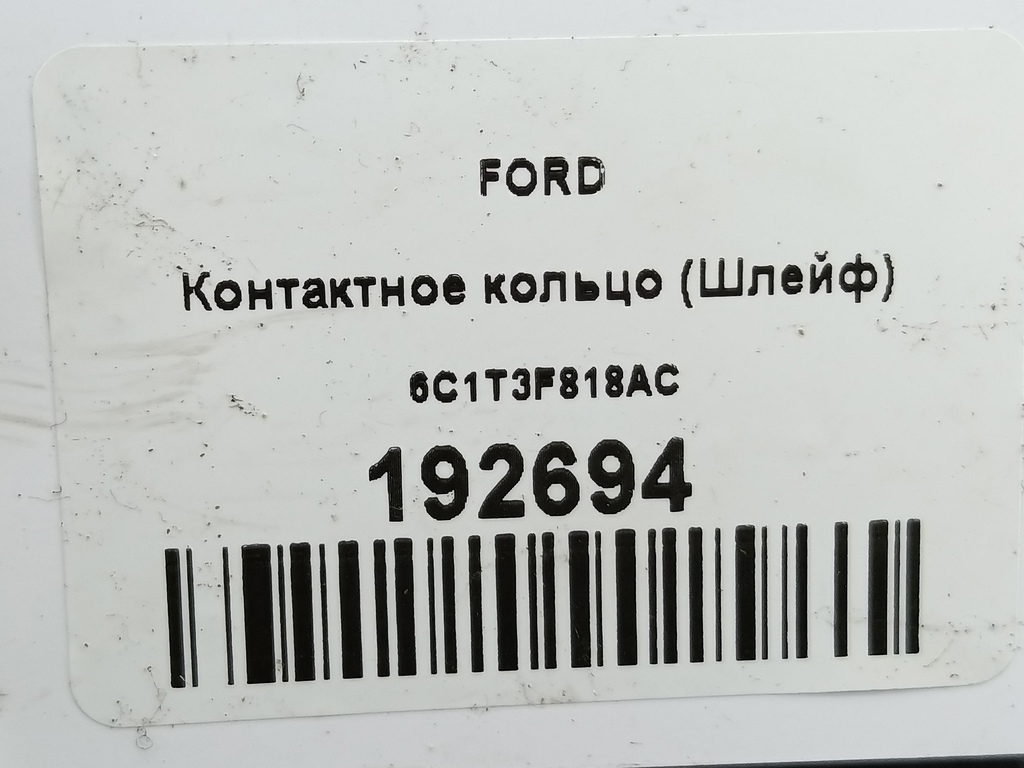 FORD
Контактное кольцо (Шлейф)
6C1T3F818AC
192694